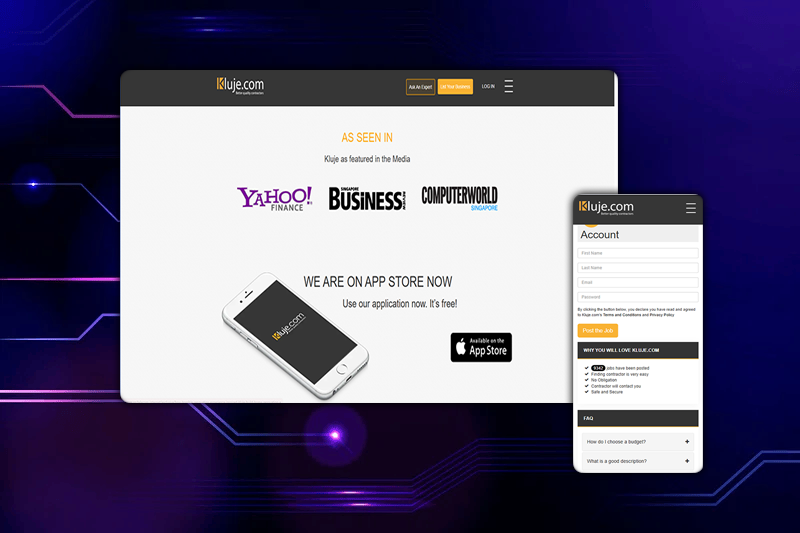 Kluje.com
Better quality contractors
Ask An Expert
List Your Business
LOG IN
AS SEEN IN
Kluje as featured in the Media
YAHOO!
FINANCE
SINGAPORE
BUSINESS
REVIEW
COMPUTERWORLD
SINGAPORE
WE ARE ON APP STORE NOW
Use our application now. It's free!
Kluje.com
Available on the
App Store
Kluje.com
Better quality contractors
Account
First Name
Last Name
Email
Password
By clicking the button below, you declare you have read and agreed
to Kluje.com's Terms and Conditions and Privacy Policy.
Post the Job
WHY YOU WILL LOVE KLUJE.COM
9342 jobs have been posted
Finding contractor is very easy
No Obligation
Contractor will contact you
Safe and Secure
FAQ
How do I choose a budget? +
What is a good description? +